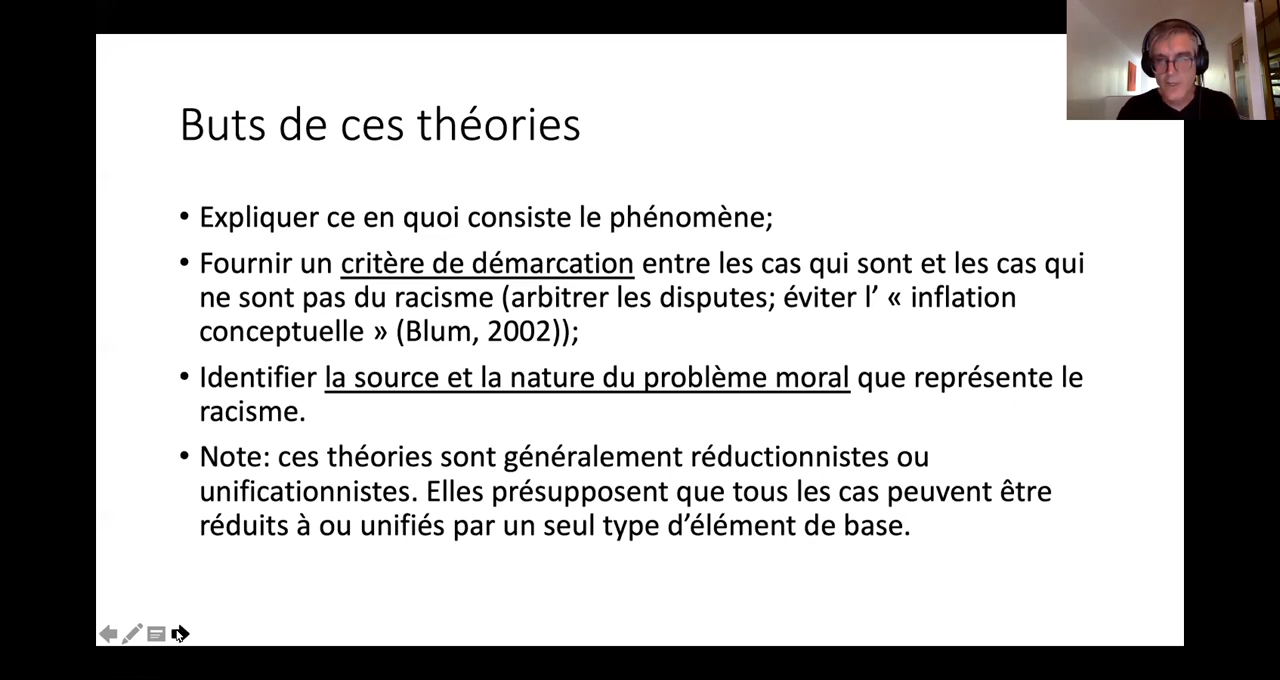 Buts de ces théories
• Expliquer ce en quoi consiste le phénomène;
• Fournir un critère de démarcation entre les cas qui sont et les cas qui
ne sont pas du racisme (arbitrer les disputes; éviter l’ « inflation
conceptuelle » (Blum, 2002));
• Identifier la source et la nature du problème moral que représente le
racisme.
• Note: ces théories sont généralement réductionnistes ou
unificationnistes. Elles présupposent que tous les cas peuvent être
réduits à ou unifiés par un seul type d’élément de base.